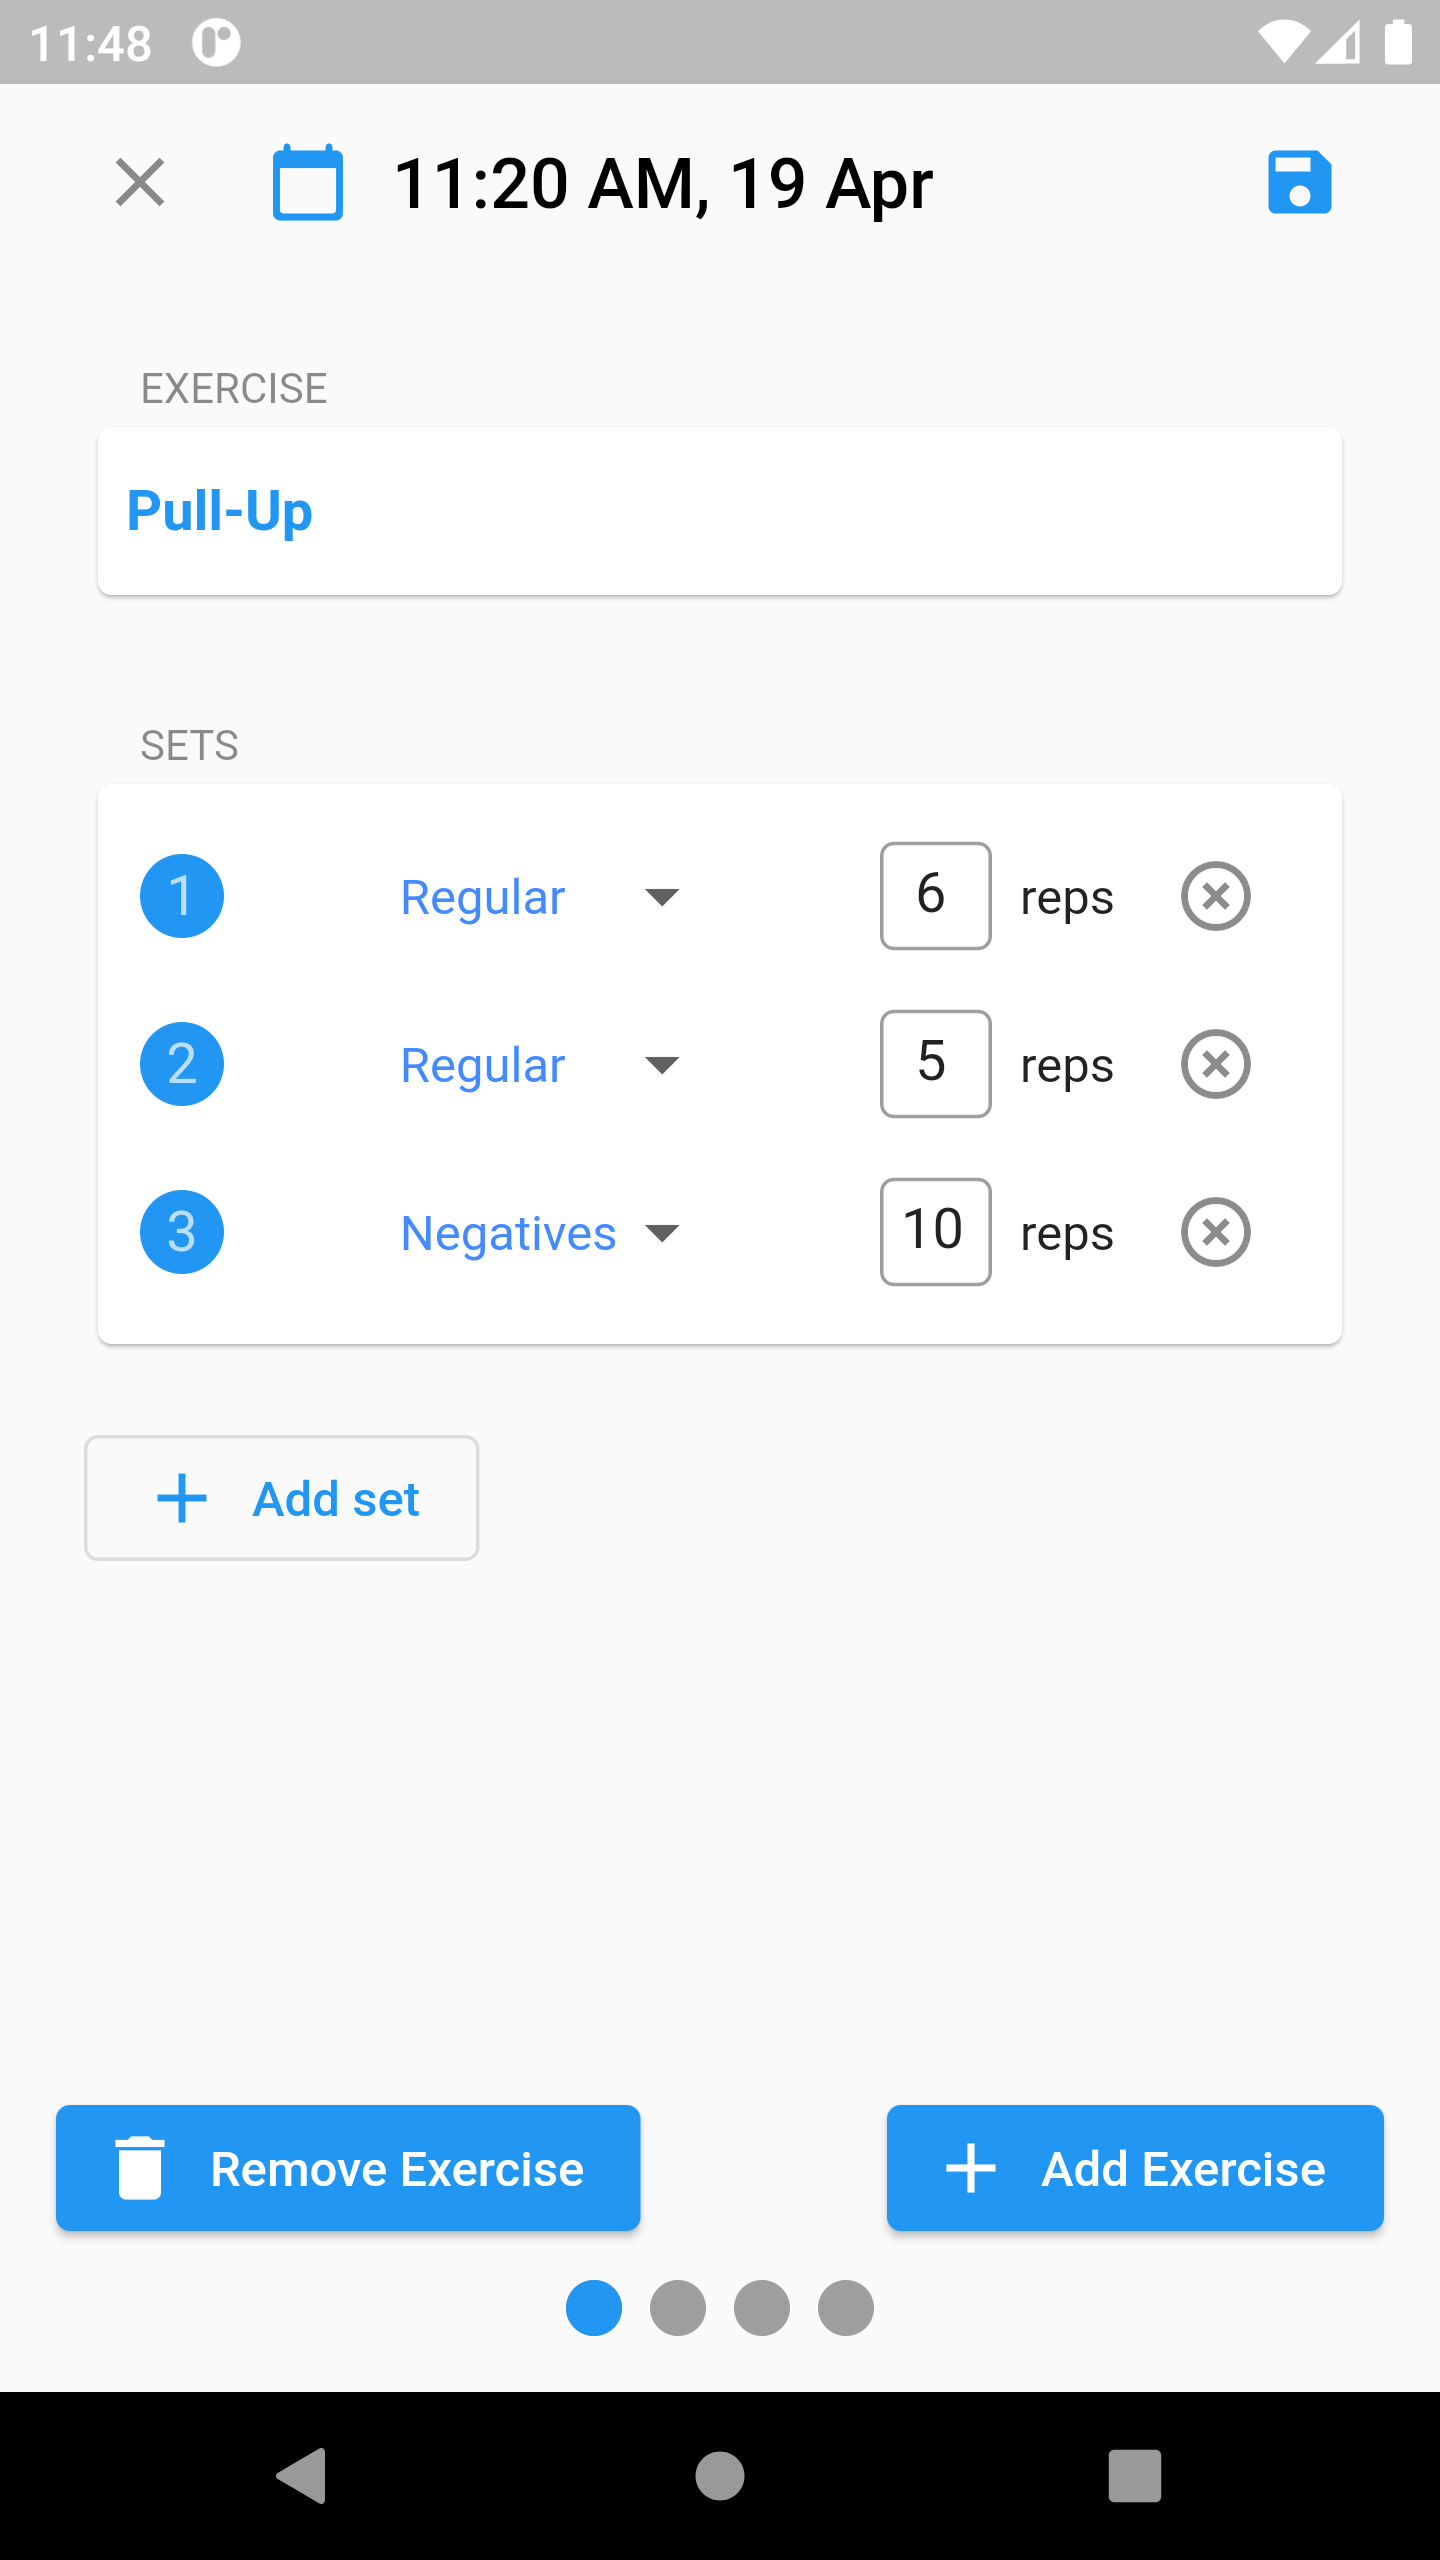 11:48
11:20 AM, 19 Apr
EXERCISE
Pull-Up
SETS
1 Regular 6 reps
2 Regular 5 reps
3 Negatives 10 reps
Add set
Remove Exercise Add Exercise